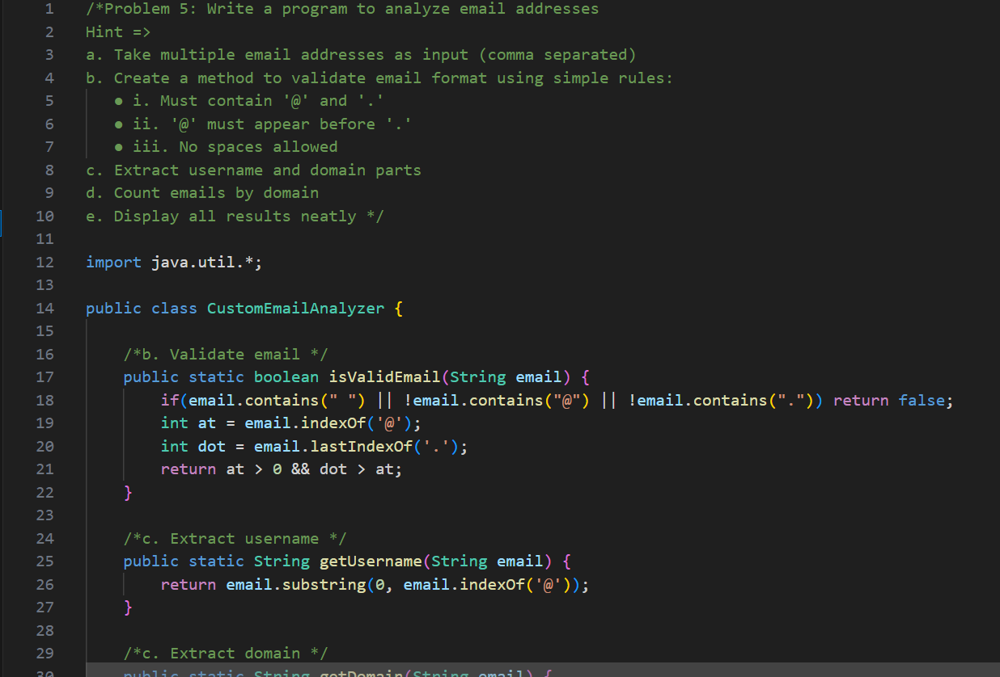 1 /*Problem 5: Write a program to analyze email addresses
2 Hint =>
3 a. Take multiple email addresses as input (comma separated)
4 b. Create a method to validate email format using simple rules:
5 ● i. Must contain '@' and '.'
6 ● ii. '@' must appear before '.'
7 ● iii. No spaces allowed
8 c. Extract username and domain parts
9 d. Count emails by domain
10 e. Display all results neatly */
11
12 import java.util.*;
13
14 public class CustomEmailAnalyzer {
15
16 /*b. Validate email */
17 public static boolean isValidEmail(String email) {
18 if(email.contains(" ") || !email.contains("@") || !email.contains(".")) return false;
19 int at = email.indexOf('@');
20 int dot = email.lastIndexOf('.');
21 return at > 0 && dot > at;
22 }
23
24 /*c. Extract username */
25 public static String getUsername(String email) {
26 return email.substring(0, email.indexOf('@'));
27 }
28
29 /*c. Extract domain */
30 public static String getDomain(String email) {